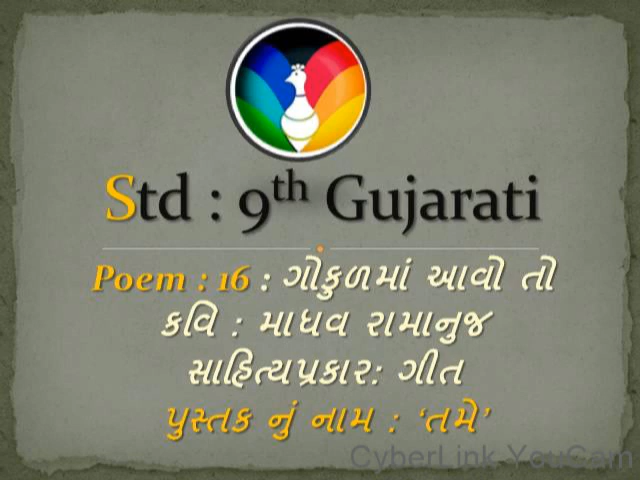 Std : 9th Gujarati
Poem : 16 : ગોકુળમાં આવો તો
કવિ : માધવ રામાનુજ
સાહિત્યપ્રકાર: ગીત
પુસ્તક નું નામ : ‘તમે’
CyberLink YouCam